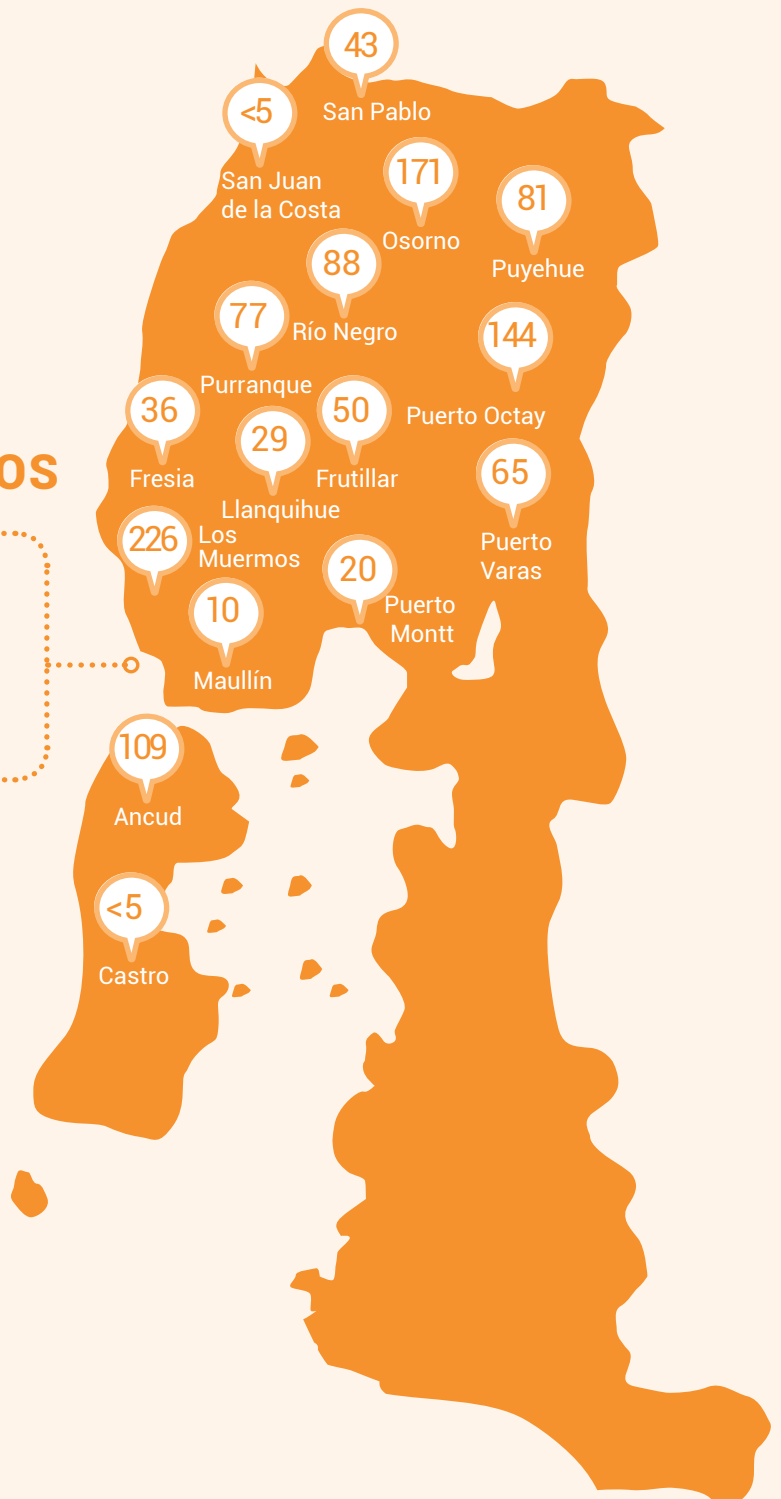 43
San Pablo
<5
San Juan
de la Costa
171
Osorno
81
Puyehue
88
Río Negro
77
Purranque
144
Puerto Octay
36
Fresia
29
Llanquihue
50
Frutillar
65
Puerto
Varas
os
226
Los
Muermos
20
Puerto
Montt
10
Maullín
109
Ancud
<5
Castro